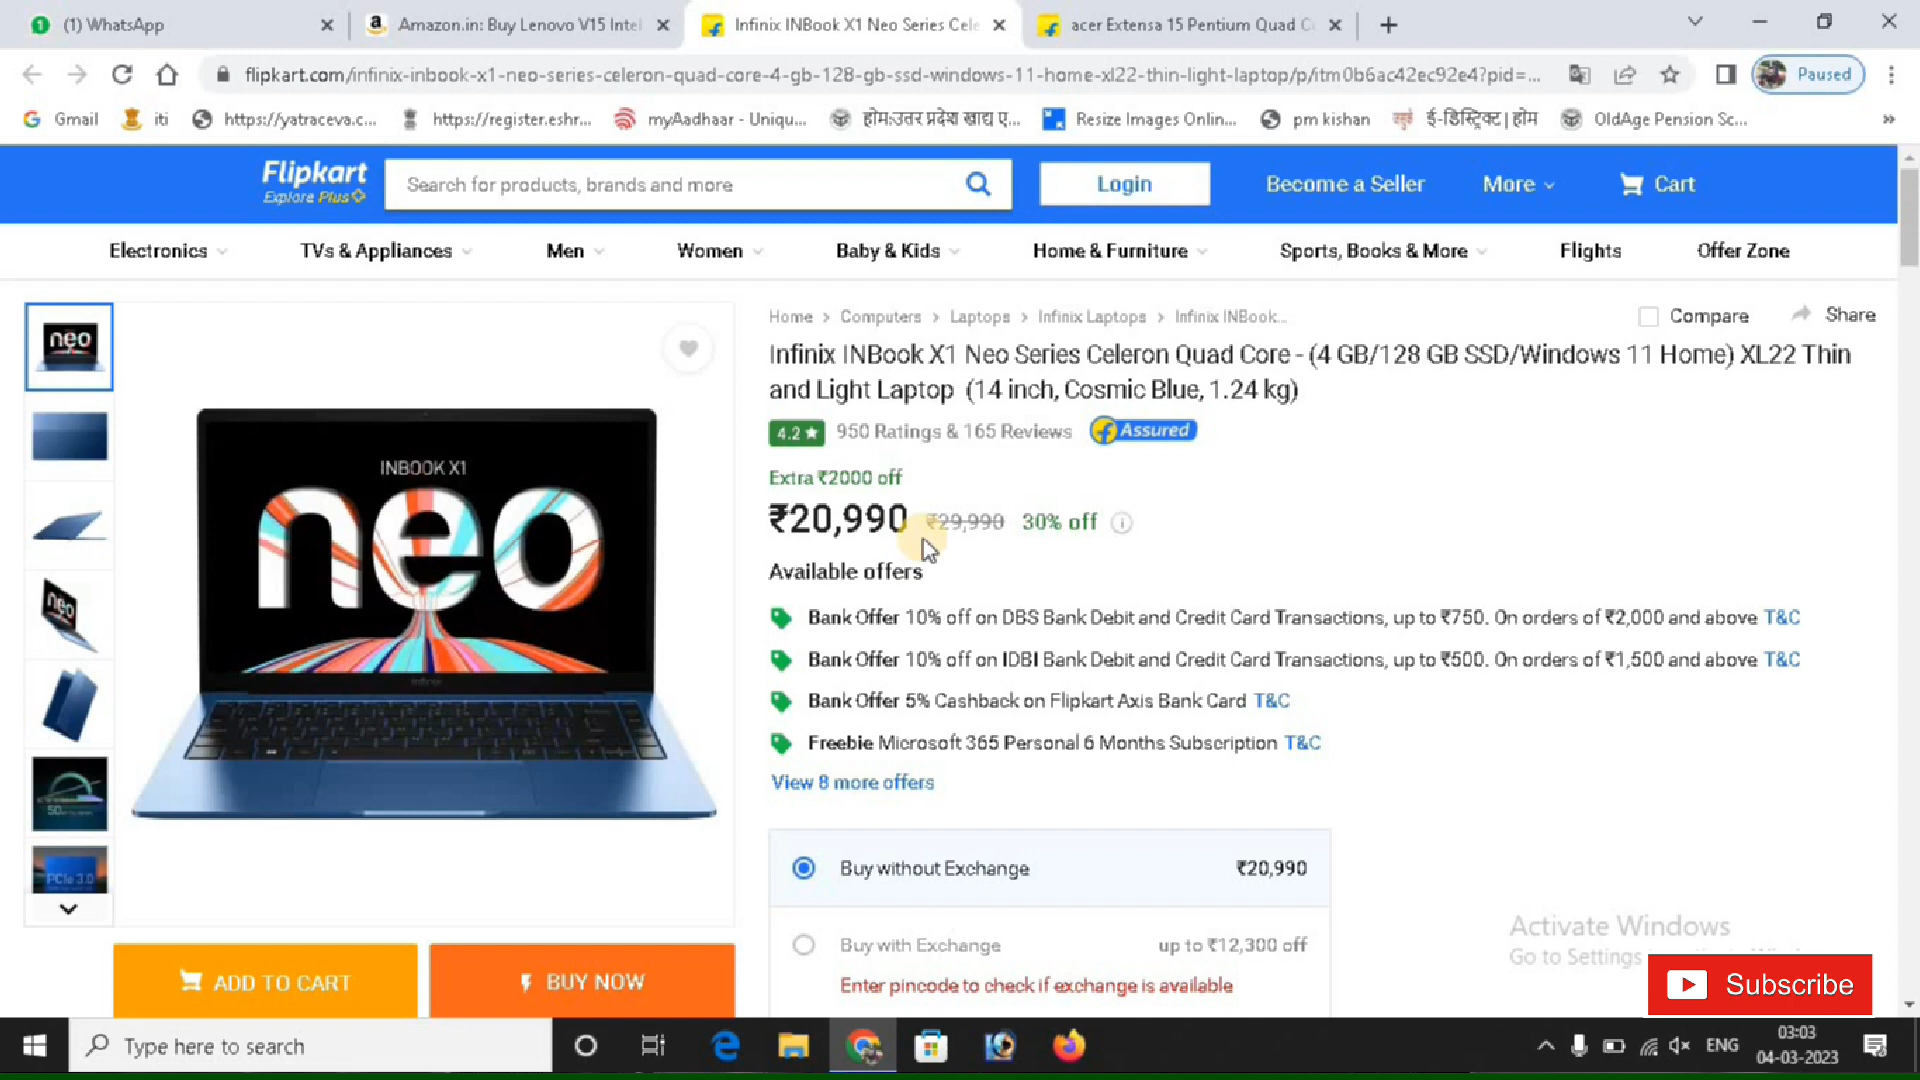 (1) WhatsApp
Amazon.in: Buy Lenovo V15 Intel
Infinix INBook X1 Neo Series Cele
acer Extensa 15 Pentium Quad C
flipkart.com/infinix-inbook-x1-neo-series-celeron-quad-core-4-gb-128-gb-ssd-windows-11-home-xl22-thin-light-laptop/p/itm0b6ac42ec92e4?pid=...
Paused
Gmail
iti
https://yatraceva.c...
https://register.eshr...
myAadhaar - Uniqu...
होम:उत्तर प्रदेश खाद्य ए...
Resize Images Onlin...
pm kishan
ई-डिस्ट्रिक्ट | होम
OldAge Pension Sc...
Flipkart
Explore Plus
Search for products, brands and more
Login
Become a Seller
More
Cart
Electronics
TVs & Appliances
Men
Women
Baby & Kids
Home & Furniture
Sports, Books & More
Flights
Offer Zone
Home > Computers > Laptops > Infinix Laptops > Infinix INBook...
Compare
Share
Infinix INBook X1 Neo Series Celeron Quad Core - (4 GB/128 GB SSD/Windows 11 Home) XL22 Thin
and Light Laptop (14 inch, Cosmic Blue, 1.24 kg)
4.2★ 950 Ratings & 165 Reviews
Assured
Extra ₹2000 off
₹20,990 ₹29,990 30% off
Available offers
Bank Offer 10% off on DBS Bank Debit and Credit Card Transactions, up to ₹750. On orders of ₹2,000 and above T&C
Bank Offer 10% off on IDBI Bank Debit and Credit Card Transactions, up to ₹500. On orders of ₹1,500 and above T&C
Bank Offer 5% Cashback on Flipkart Axis Bank Card T&C
Freebie Microsoft 365 Personal 6 Months Subscription T&C
View 8 more offers
Buy without Exchange ₹20,990
Buy with Exchange up to ₹12,300 off
Enter pincode to check if exchange is available
neo
neo
PCIe 3.0
INBOOK X1
neo
Infinix
ADD TO CART
BUY NOW
Activate Windows
Go to Settings
Subscribe
Type here to search
ENG
03:03
04-03-2023